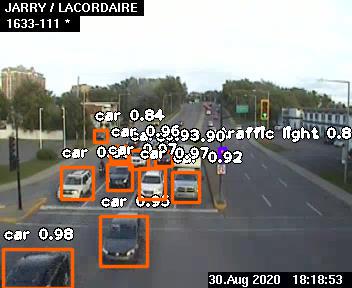 JARRY / LACORDAIRE
1633-111 *
car 0.84
car 0.96
traffic light 0.8
car 0.97
0.92
car 0.95
car 0.98
30.Aug 2020 18:18:53